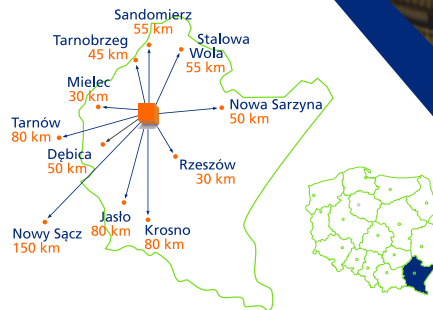 Sandomierz
55 km
Tarnobrzeg
45 km
Stalowa
Wola
55 km
Mielec
30 km
Nowa Sarzyna
50 km
Tarnów
80 km
Dębica
50 km
Rzeszów
30 km
Jasło
80 km
Krosno
80 km
Nowy Sącz
150 km